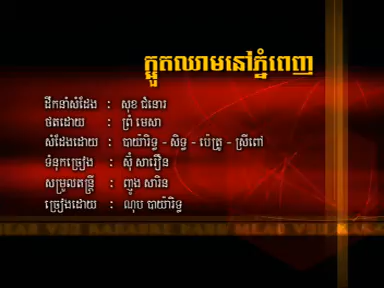 ក្អួតឈាមនៅភ្នំពេញ
ដឹកនាំសំដែង : សុខ ជំនោរ
ថតដោយ : ព្រំ មេសា
សំដែងដោយ : បាយ៉ារិទ្ធ - សិទ្ធ - ប៉េត្រូ - ស្រីពៅ
ទំនុកច្រៀង : ស៊ុំ សារឿន
សម្រួលតន្ត្រី : ញូង សារិន
ច្រៀងដោយ : ណុប បាយ៉ារិទ្ធ